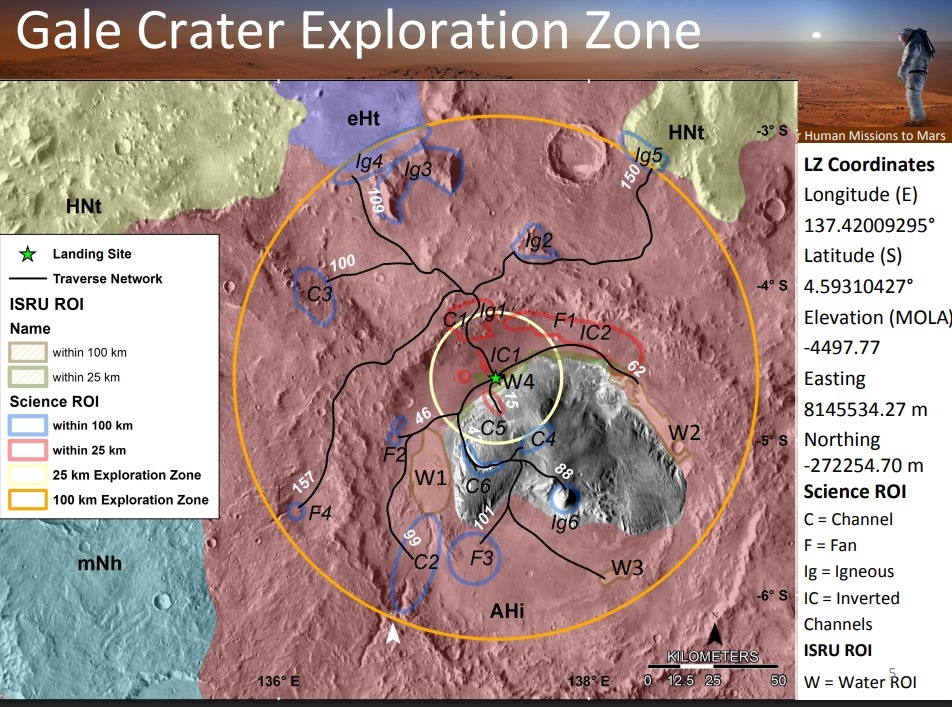 Gale Crater Exploration Zone
r Human Missions to Mars
eHt
HNt
-3° S
Ig4
Ig3
Ig5
150
HNt
Ig2
Landing Site
Traverse Network
ISRU ROI
Name
within 100 km
within 25 km
Science ROI
within 100 km
within 25 km
25 km Exploration Zone
100 km Exploration Zone
100
C3
-4° S
C1
Ig1
F1
IC2
IC1
62
W4
15
46
C5
C4
W2
-5° S
F2
W1
C6
88
157
F4
101
Ig6
99
C2
F3
W3
mNh
AHi
-6° S
KILOMETERS
0 12.5 25 50
136° E
138° E
LZ Coordinates
Longitude (E)
137.42009295°
Latitude (S)
4.59310427°
Elevation (MOLA)
-4497.77
Easting
8145534.27 m
Northing
-272254.70 m
Science ROI
C = Channel
F = Fan
Ig = Igneous
IC = Inverted
Channels
ISRU ROI
5
W = Water ROI